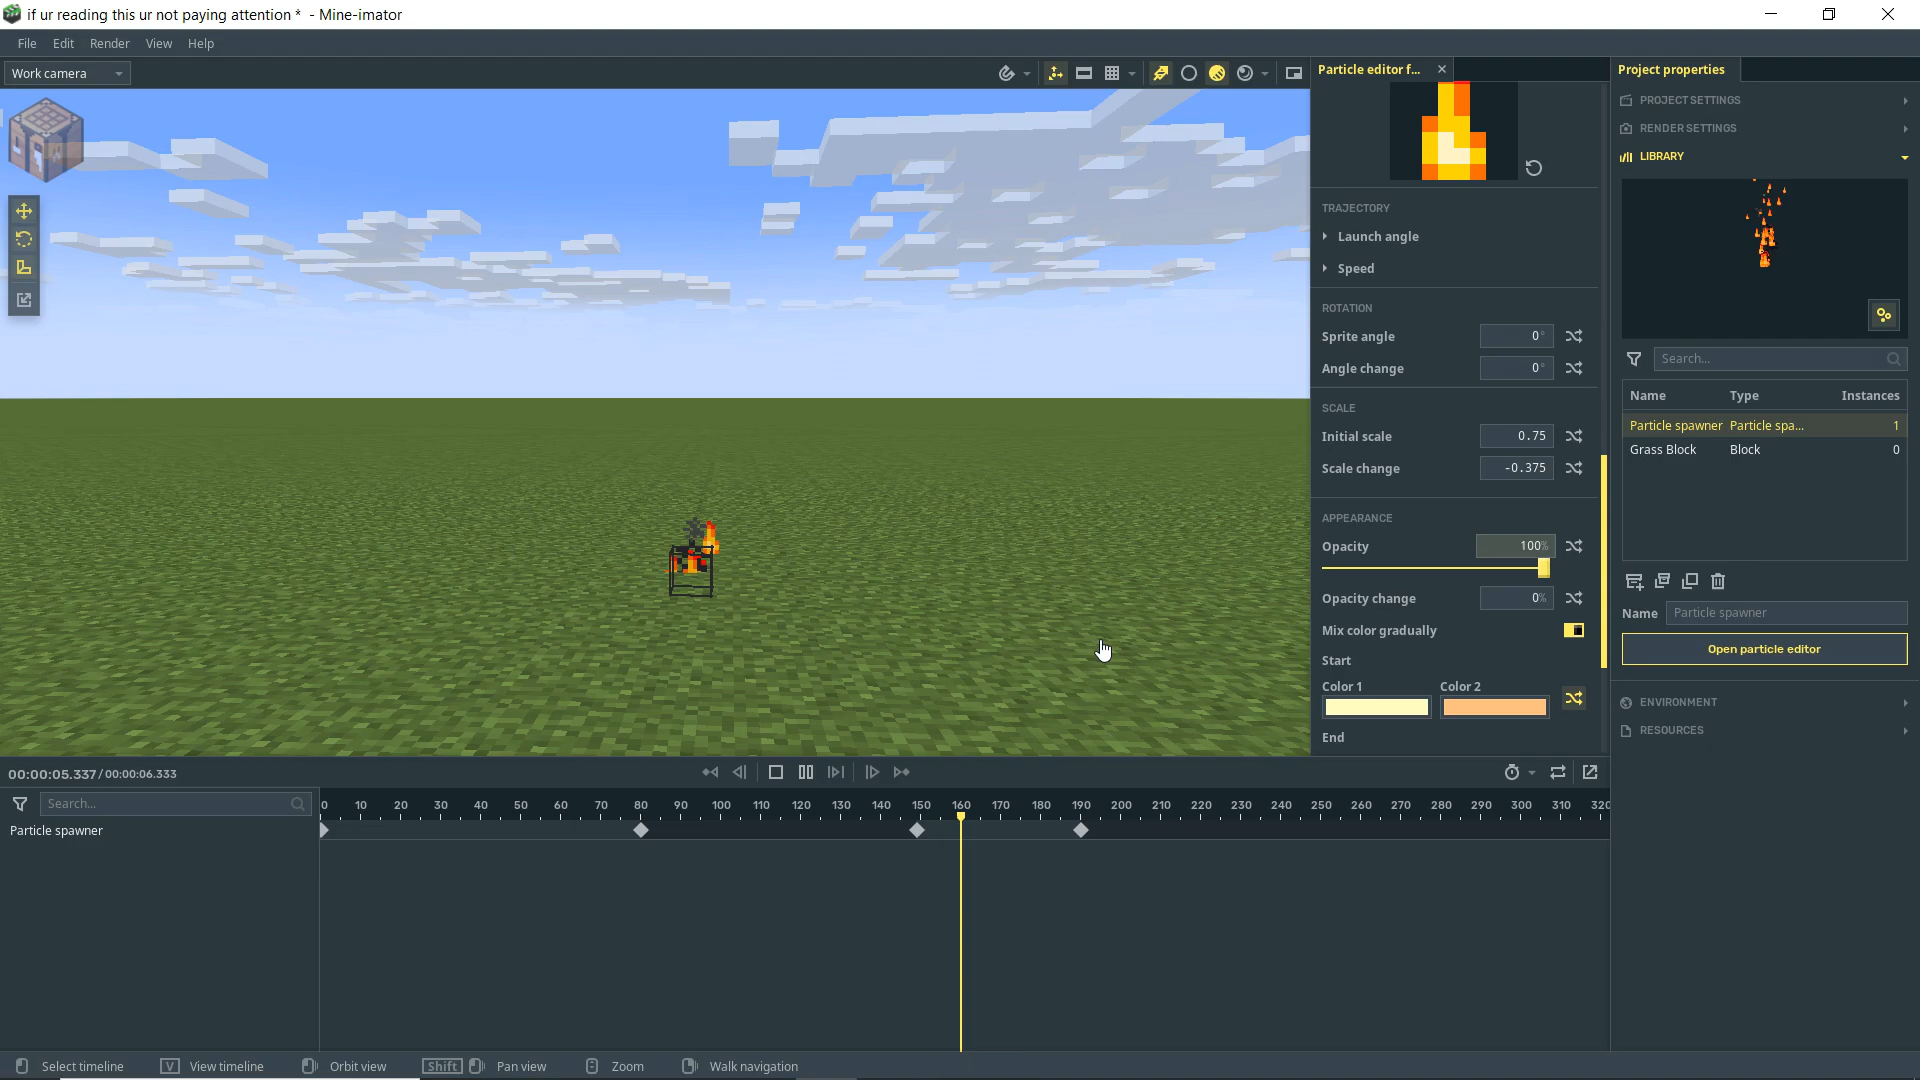 if ur reading this ur not paying attention * - Mine-imator
File Edit Render View Help
Work camera
Particle editor f...
Project properties
PROJECT SETTINGS
RENDER SETTINGS
LIBRARY
TRAJECTORY
Launch angle
Speed
ROTATION
Sprite angle 0°
Angle change 0°
SCALE
Initial scale 0.75
Scale change -0.375
APPEARANCE
Opacity 100%
Opacity change 0%
Mix color gradually
Start
Color 1 Color 2
End
Search...
Name Type Instances
Particle spawner Particle spa... 1
Grass Block Block 0
Name Particle spawner
Open particle editor
ENVIRONMENT
RESOURCES
00:00:05.337 / 00:00:06.333
Search...
0 10 20 30 40 50 60 70 80 90 100 110 120 130 140 150 160 170 180 190 200 210 220 230 240 250 260 270 280 290 300 310 320
Particle spawner
Select timeline V View timeline Orbit view Shift Pan view Zoom Walk navigation